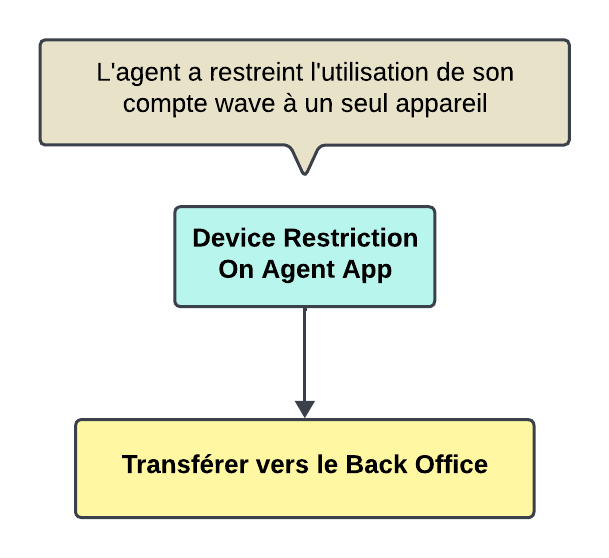 L'agent a restreint l'utilisation de son
compte wave à un seul appareil
Device Restriction
On Agent App
Transférer vers le Back Office